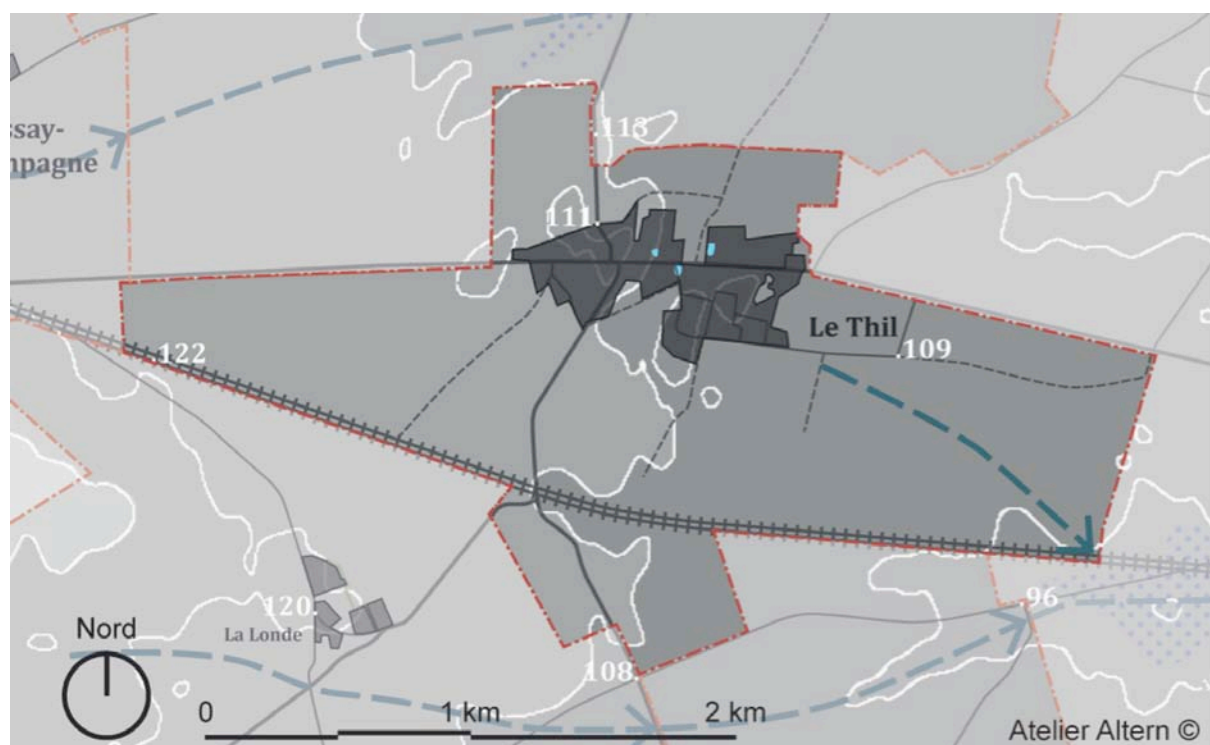 .113
ssay-
npagne
111.
Le Thil
.109
.122
96
120.
La Londe
Nord
108.
0
1 km
2 km
Atelier Altern ©